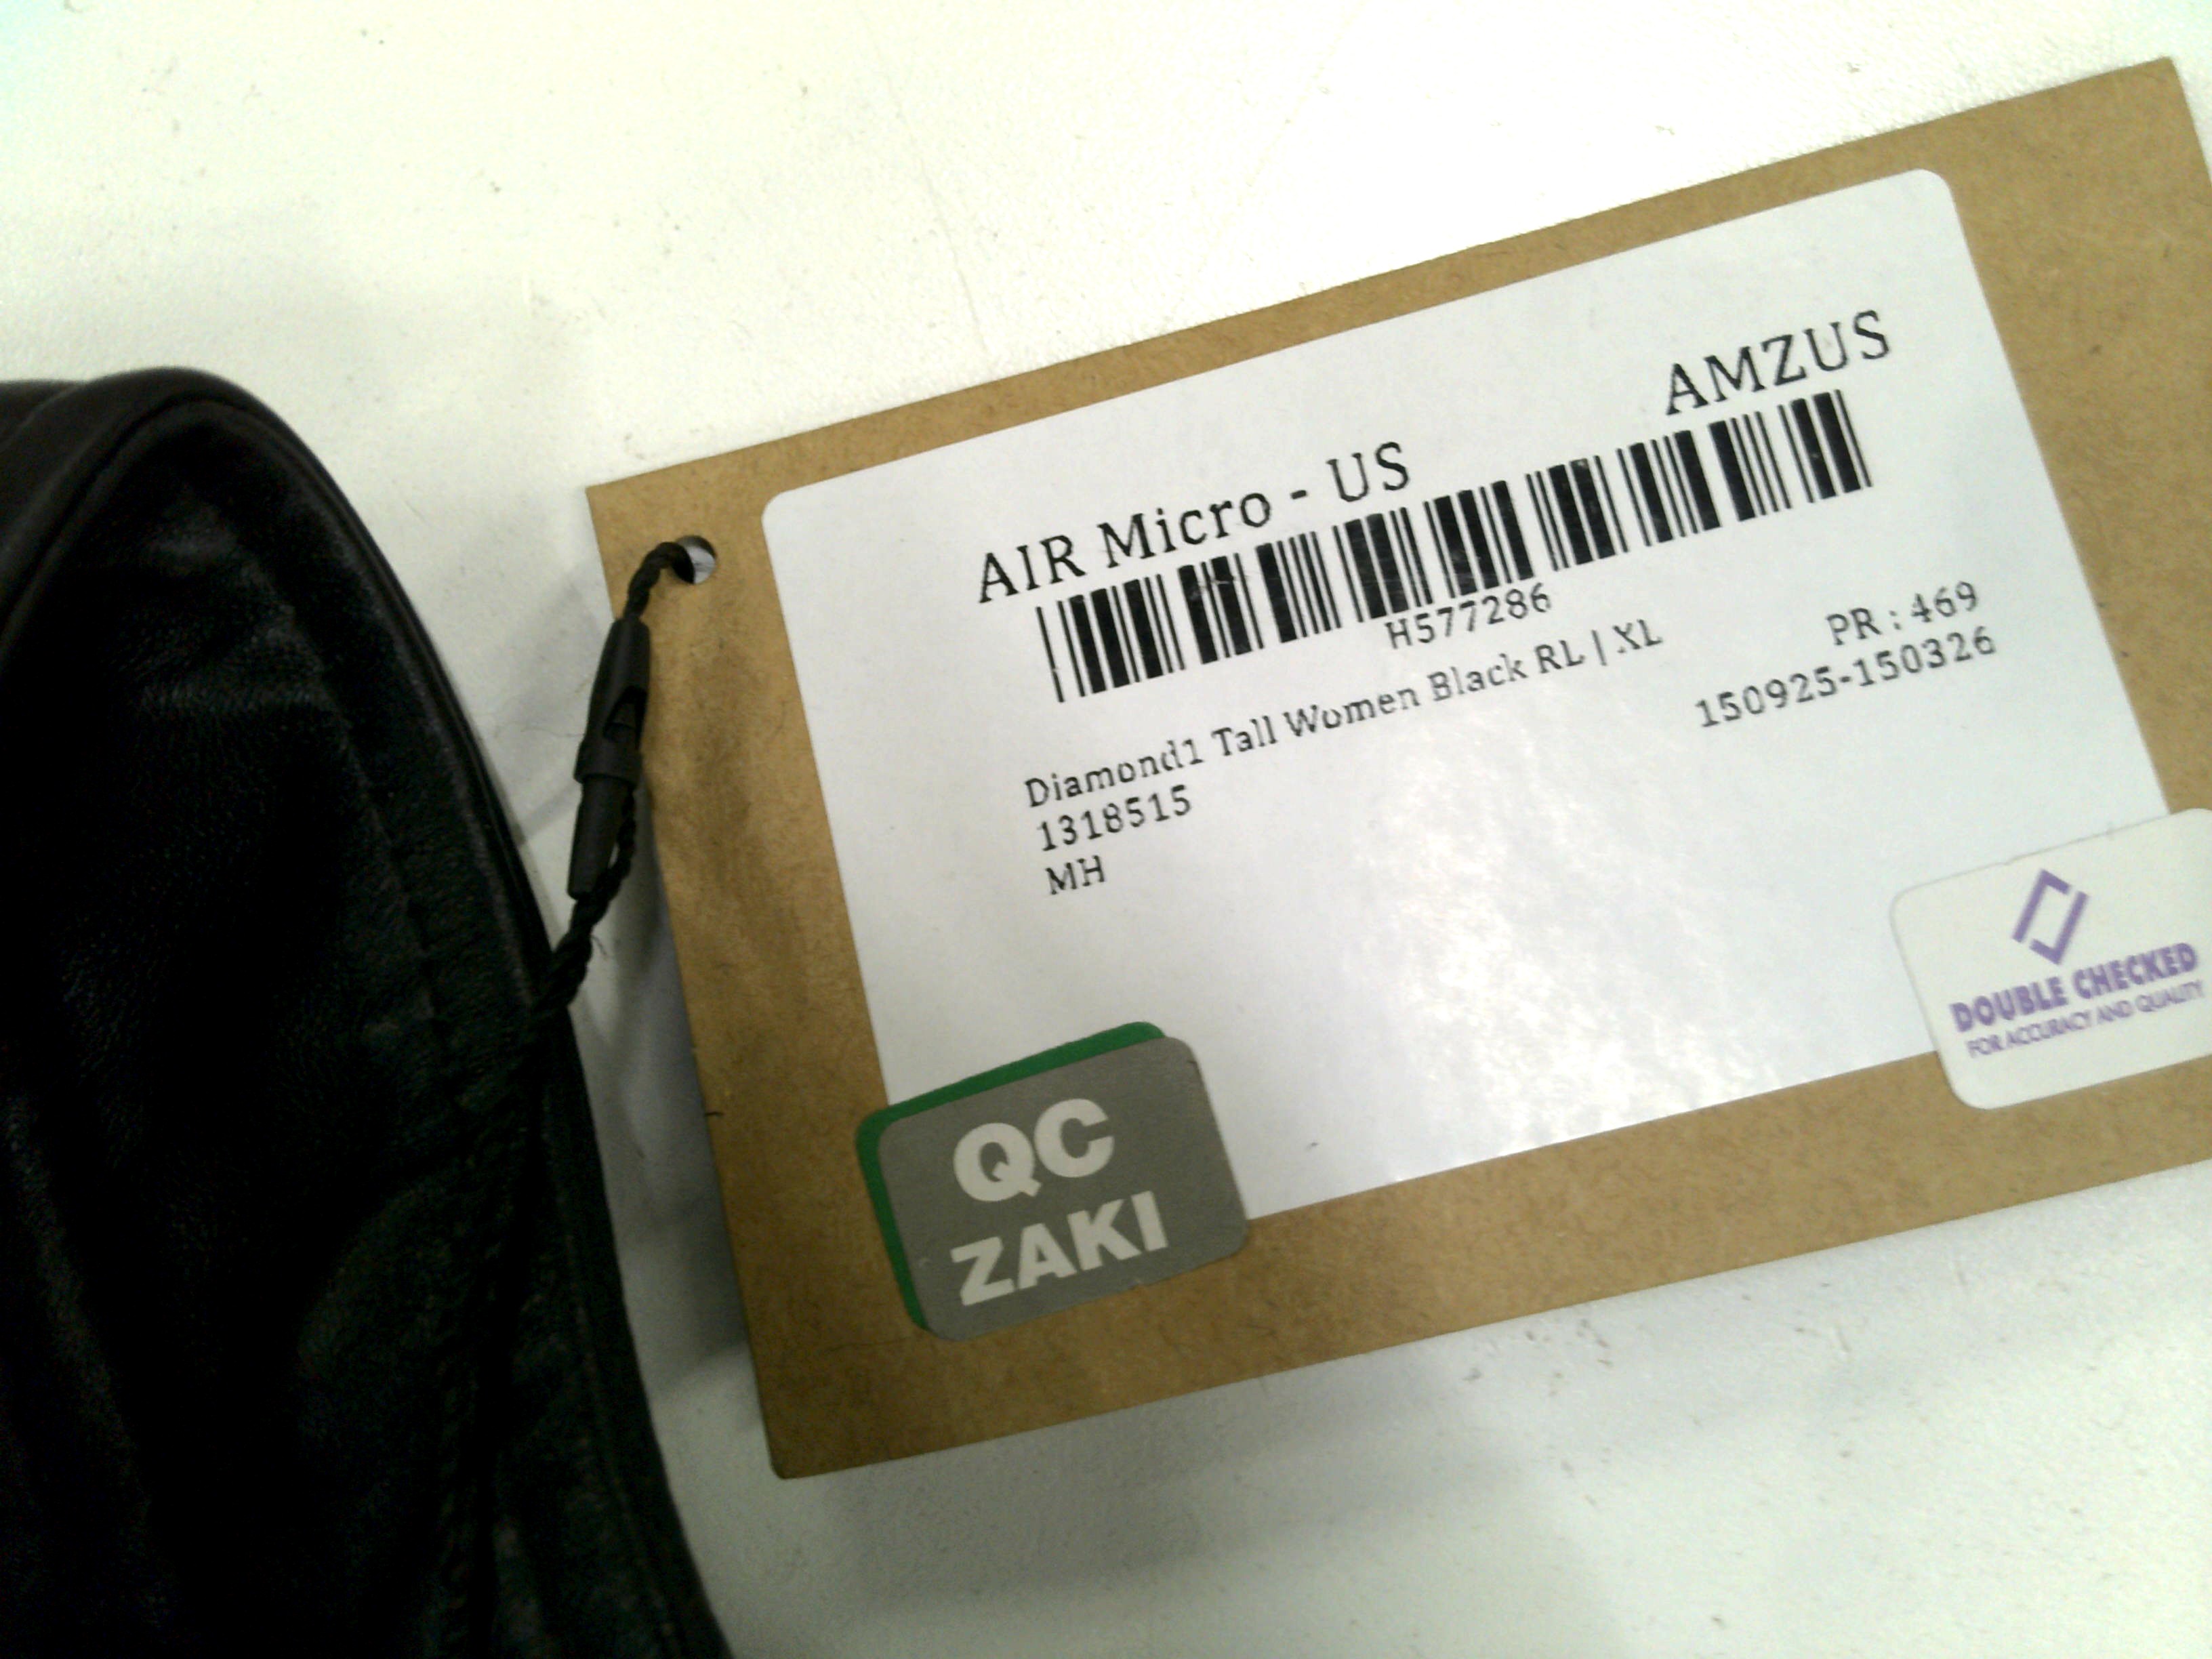 AIR Micro - US
AMZUS
H577286
Diamond1 Tall Women Black RL | XL
PR : 469
1318515
150925-150326
MH
QC
ZAKI
DOUBLE CHECKED
FOR ACCURACY AND QUALITY